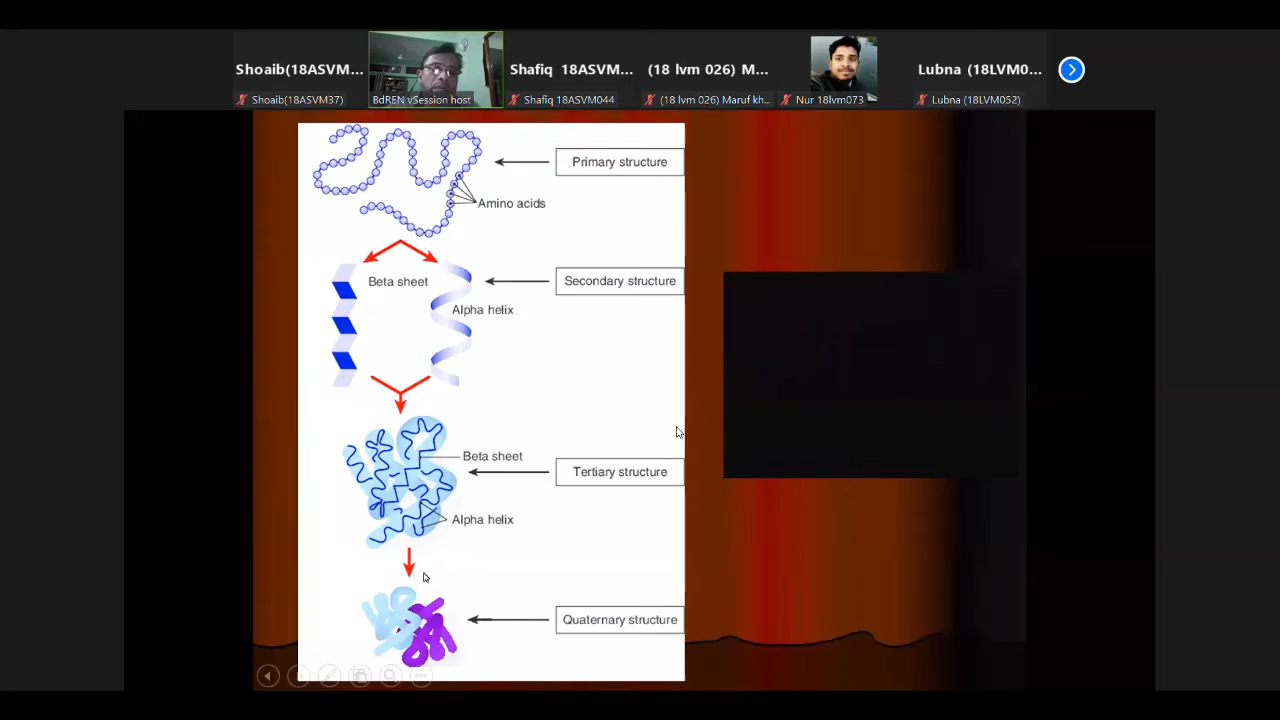 Shoaib(18ASVM...
Shafiq 18ASVM...
(18 lvm 026) M...
Lubna (18LVM0...
Shoaib(18ASVM37)
BdREN vSession host
Shafiq 18ASVM044
(18 lvm 026) Maruf kh...
Nur 18lvm073
Lubna (18LVM052)
Primary structure
Amino acids
Beta sheet
Secondary structure
Alpha helix
Beta sheet
Tertiary structure
Alpha helix
Quaternary structure